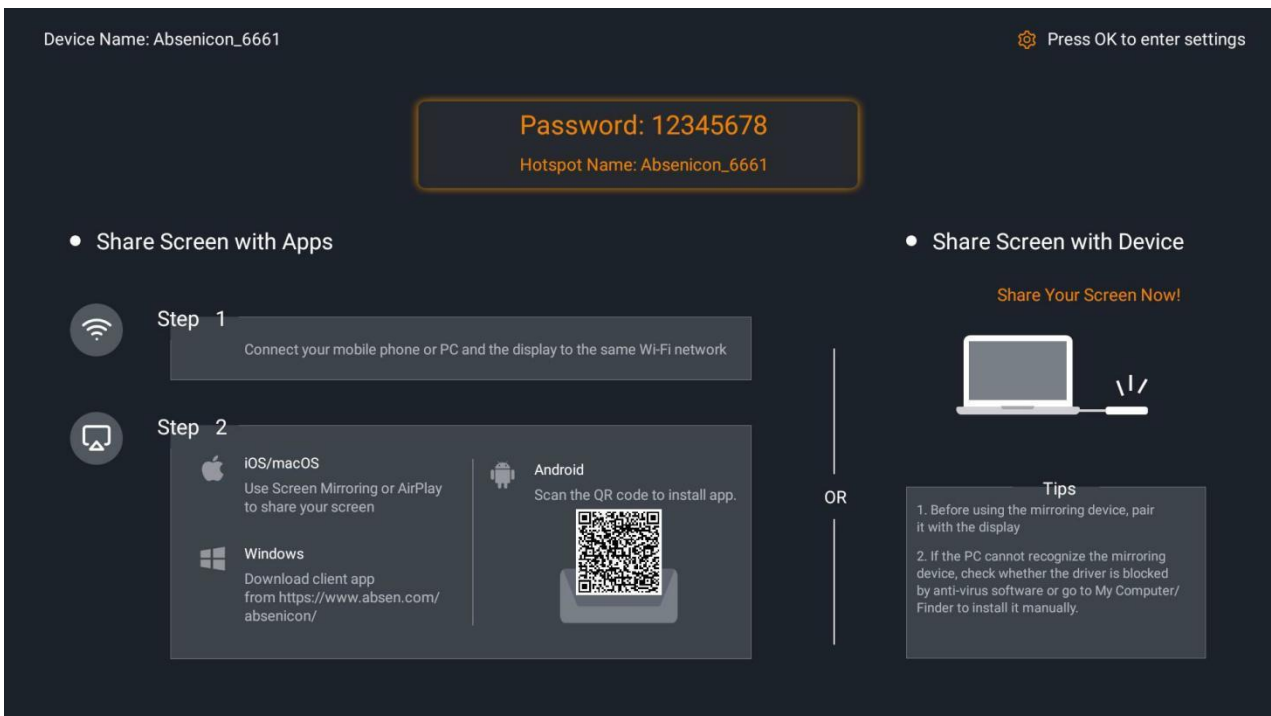 Device Name: Absenicon_6661
Press OK to enter settings
Password: 12345678
Hotspot Name: Absenicon_6661
Share Screen with Apps
Step 1
Connect your mobile phone or PC and the display to the same Wi-Fi network
Step 2
iOS/macOS
Use Screen Mirroring or AirPlay
to share your screen
Windows
Download client app
from https://www.absen.com/
absenicon/
Android
Scan the QR code to install app.
OR
Share Screen with Device
Share Your Screen Now!
Tips
1. Before using the mirroring device, pair
it with the display
2. If the PC cannot recognize the mirroring
device, check whether the driver is blocked
by anti-virus software or go to My Computer/
Finder to install it manually.